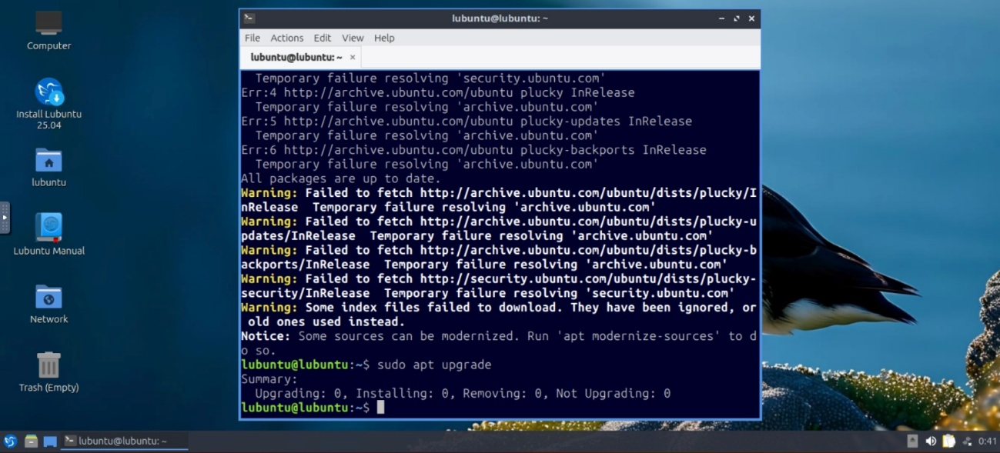 lubuntu@lubuntu: ~
File Actions Edit View Help
lubuntu@lubuntu: ~ ×
Temporary failure resolving 'security.ubuntu.com'
Err:4 http://archive.ubuntu.com/ubuntu plucky InRelease
Temporary failure resolving 'archive.ubuntu.com'
Err:5 http://archive.ubuntu.com/ubuntu plucky-updates InRelease
Temporary failure resolving 'archive.ubuntu.com'
Err:6 http://archive.ubuntu.com/ubuntu plucky-backports InRelease
Temporary failure resolving 'archive.ubuntu.com'
All packages are up to date.
Warning: Failed to fetch http://archive.ubuntu.com/ubuntu/dists/plucky/I
nRelease  Temporary failure resolving 'archive.ubuntu.com'
Warning: Failed to fetch http://archive.ubuntu.com/ubuntu/dists/plucky-u
pdates/InRelease  Temporary failure resolving 'archive.ubuntu.com'
Warning: Failed to fetch http://archive.ubuntu.com/ubuntu/dists/plucky-b
ackports/InRelease  Temporary failure resolving 'archive.ubuntu.com'
Warning: Failed to fetch http://security.ubuntu.com/ubuntu/dists/plucky-
security/InRelease  Temporary failure resolving 'security.ubuntu.com'
Warning: Some index files failed to download. They have been ignored, or
old ones used instead.
Notice: Some sources can be modernized. Run 'apt modernize-sources' to d
o so.
lubuntu@lubuntu:~$ sudo apt upgrade
Summary:
Upgrading: 0, Installing: 0, Removing: 0, Not Upgrading: 0
lubuntu@lubuntu:~$
Computer
Install Lubuntu
25.04
lubuntu
Lubuntu Manual
Network
Trash (Empty)
lubuntu@lubuntu: ~
0:41